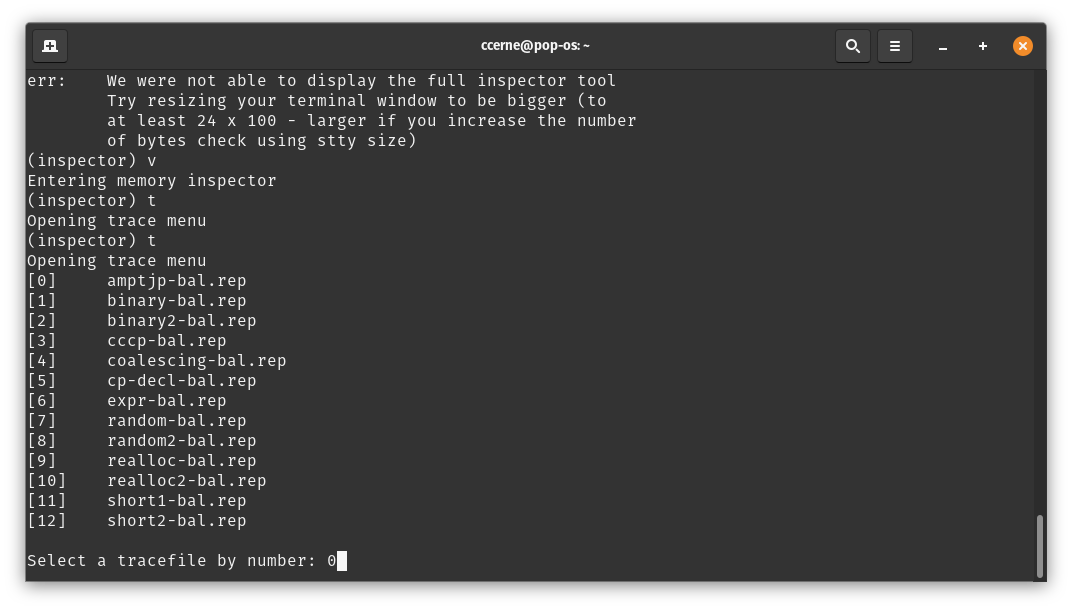 ccerne@pop-os: ~
err:    We were not able to display the full inspector tool
        Try resizing your terminal window to be bigger (to
        at least 24 x 100 - larger if you increase the number
        of bytes check using stty size)
(inspector) v
Entering memory inspector
(inspector) t
Opening trace menu
(inspector) t
Opening trace menu
[0]     amptjp-bal.rep
[1]     binary-bal.rep
[2]     binary2-bal.rep
[3]     cccp-bal.rep
[4]     coalescing-bal.rep
[5]     cp-decl-bal.rep
[6]     expr-bal.rep
[7]     random-bal.rep
[8]     random2-bal.rep
[9]     realloc-bal.rep
[10]    realloc2-bal.rep
[11]    short1-bal.rep
[12]    short2-bal.rep
Select a tracefile by number: 0